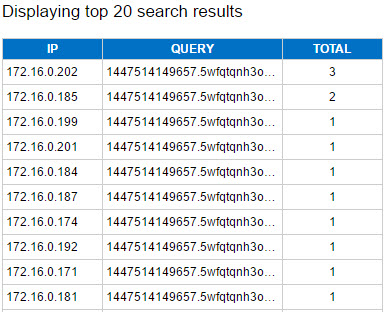 Displaying top 20 search results
IP QUERY TOTAL
172.16.0.202 1447514149657.5wfqtqnh3o... 3
172.16.0.185 1447514149657.5wfqtqnh3o... 2
172.16.0.199 1447514149657.5wfqtqnh3o... 1
172.16.0.201 1447514149657.5wfqtqnh3o... 1
172.16.0.184 1447514149657.5wfqtqnh3o... 1
172.16.0.187 1447514149657.5wfqtqnh3o... 1
172.16.0.174 1447514149657.5wfqtqnh3o... 1
172.16.0.192 1447514149657.5wfqtqnh3o... 1
172.16.0.171 1447514149657.5wfqtqnh3o... 1
172.16.0.181 1447514149657.5wfqtqnh3o... 1